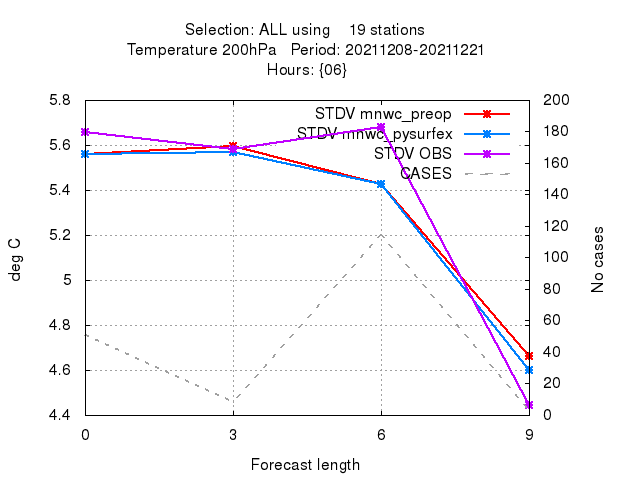 Selection: ALL using 19 stations
Temperature 200hPa Period: 20211208-20211221
Hours: {06}
5.8
5.6
5.4
5.2
5
4.8
4.6
4.4
deg C
STDV mnwc_preop
STDV mnwc_pysurfex
STDV OBS
CASES
200
180
160
140
120
100
80
60
40
20
0
No cases
0 3 6 9
Forecast length